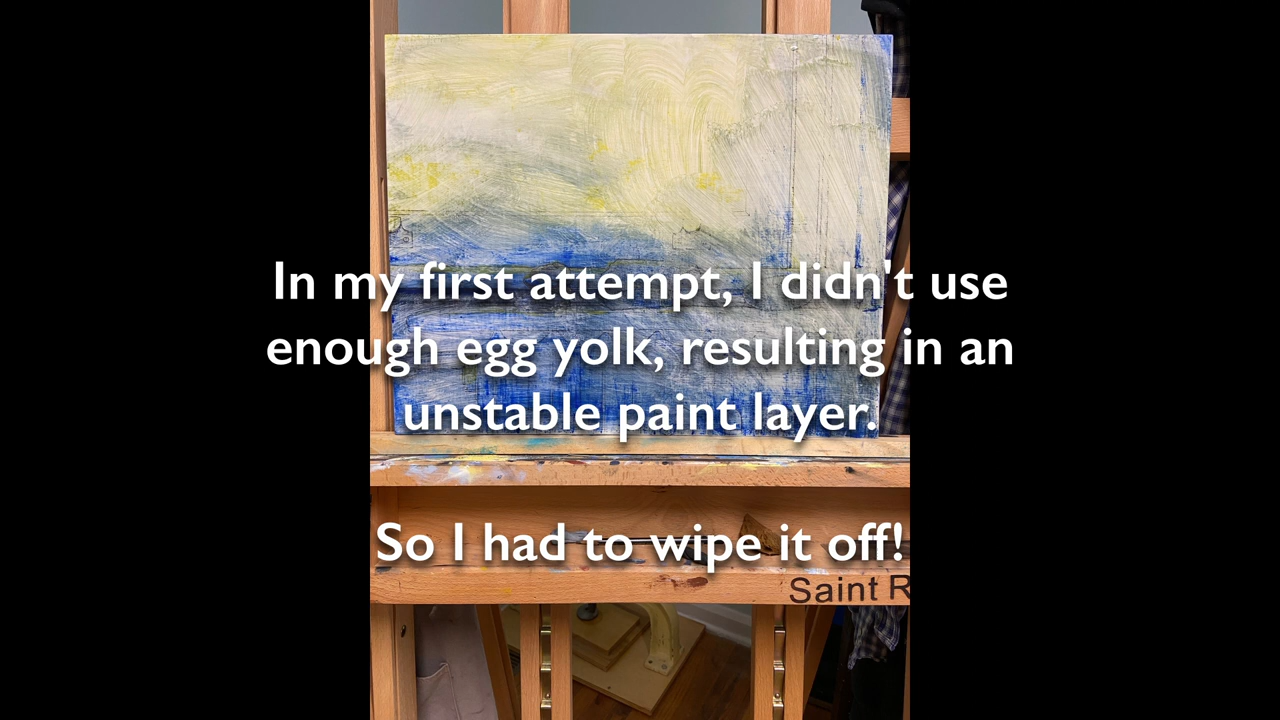 In my first attempt, I didn't use
enough egg yolk, resulting in an
unstable paint layer.
So I had to wipe it off!
Saint R